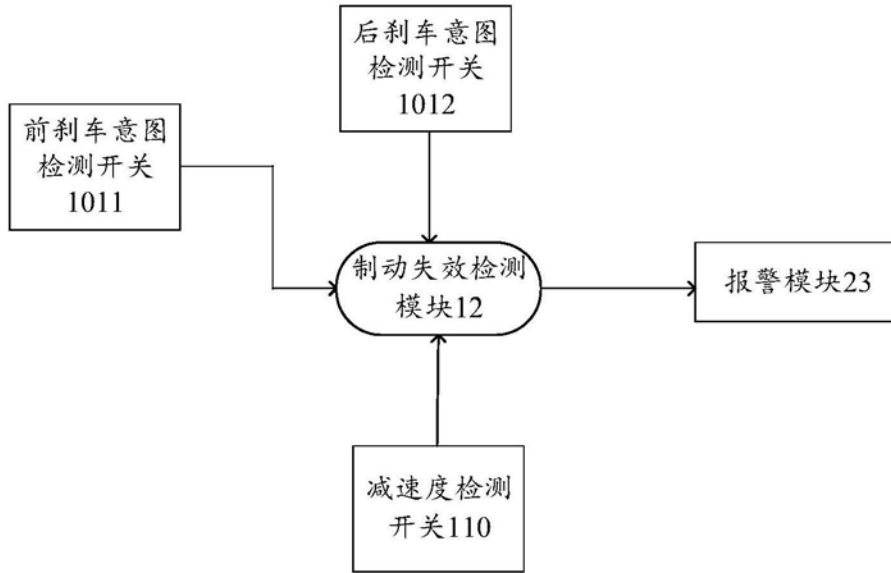 后刹车意图
检测开关
1012
前刹车意图
检测开关
1011
制动失效检测
模块12
报警模块23
减速度检测
开关110